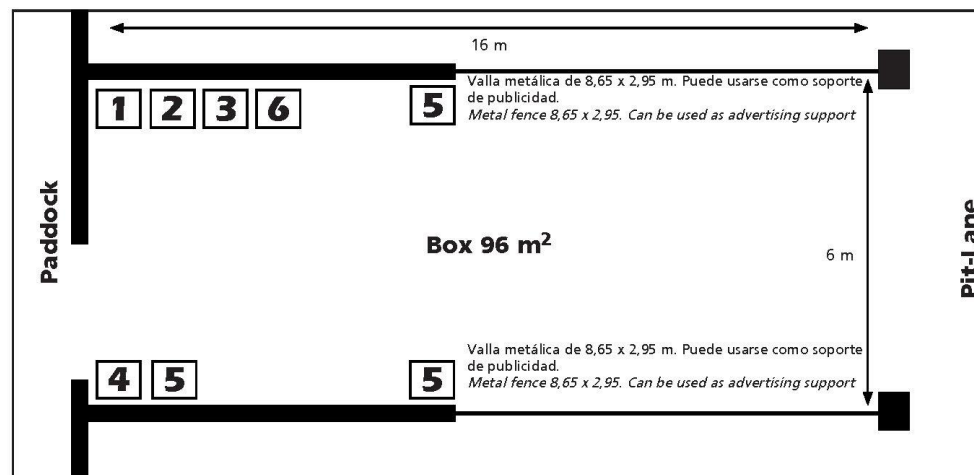 16 m
Valla metálica de 8,65 x 2,95 m. Puede usarse como soporte
de publicidad.
Metal fence 8,65 x 2,95. Can be used as advertising support
1 2 3 6 5
Paddock
Box 96 m²
6 m
Pit-Lane
Valla metálica de 8,65 x 2,95 m. Puede usarse como soporte
de publicidad.
Metal fence 8,65 x 2,95. Can be used as advertising support
4 5 5